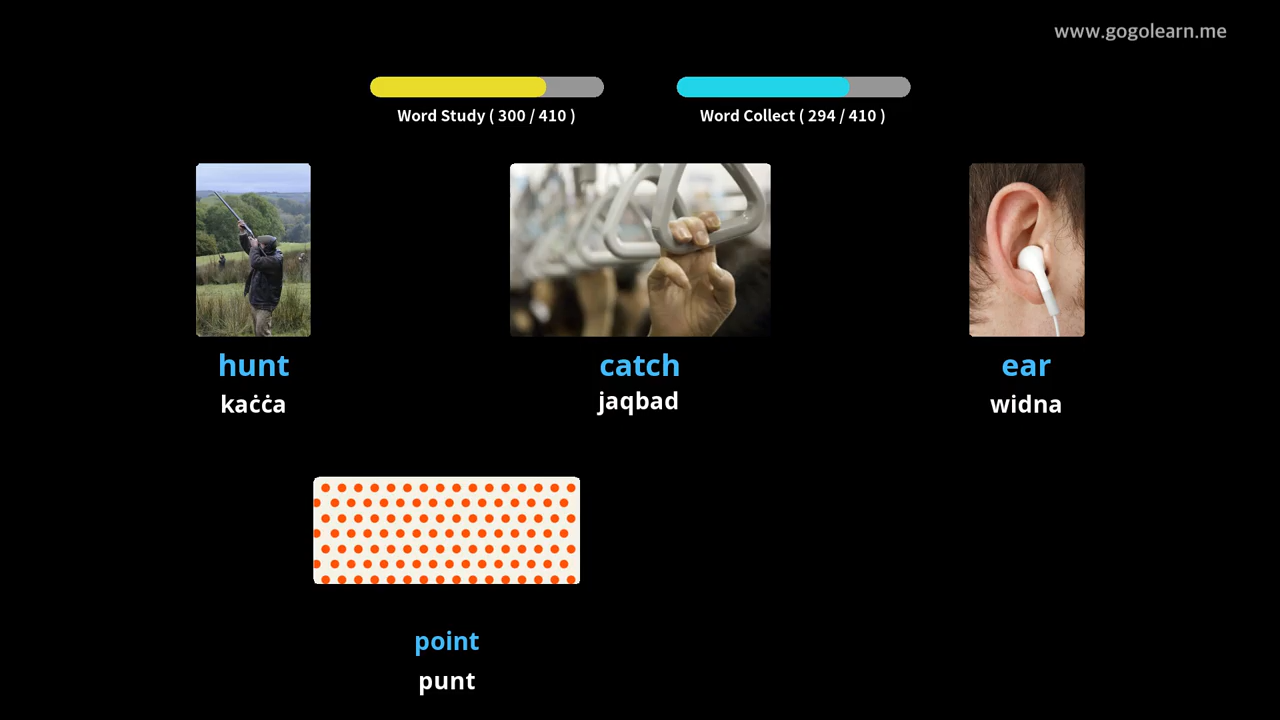 www.gogolearn.me
Word Study ( 300 / 410 )
Word Collect ( 294 / 410 )
hunt
kaċċa
catch
jaqbad
ear
widna
point
punt